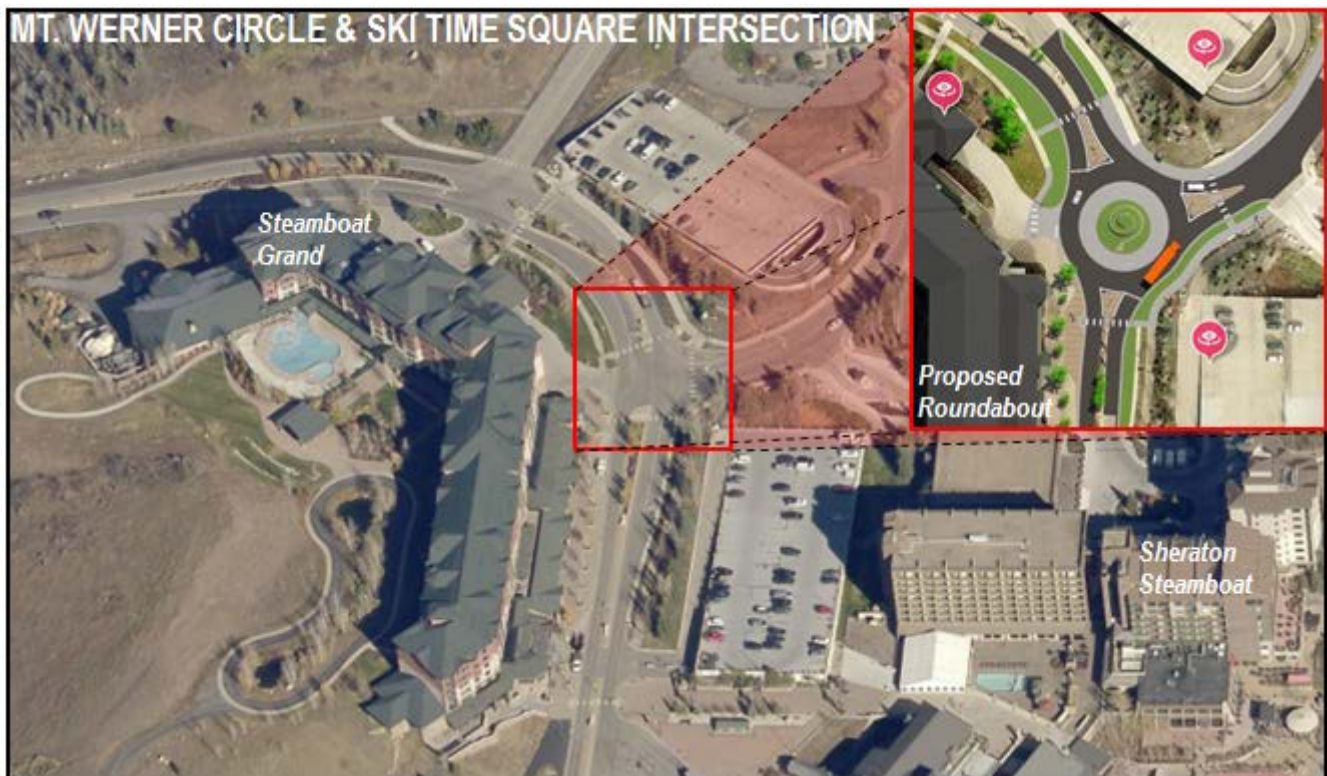 MT. WERNER CIRCLE & SKI TIME SQUARE INTERSECTION
Steamboat
Grand
Proposed
Roundabout
Sheraton
Steamboat